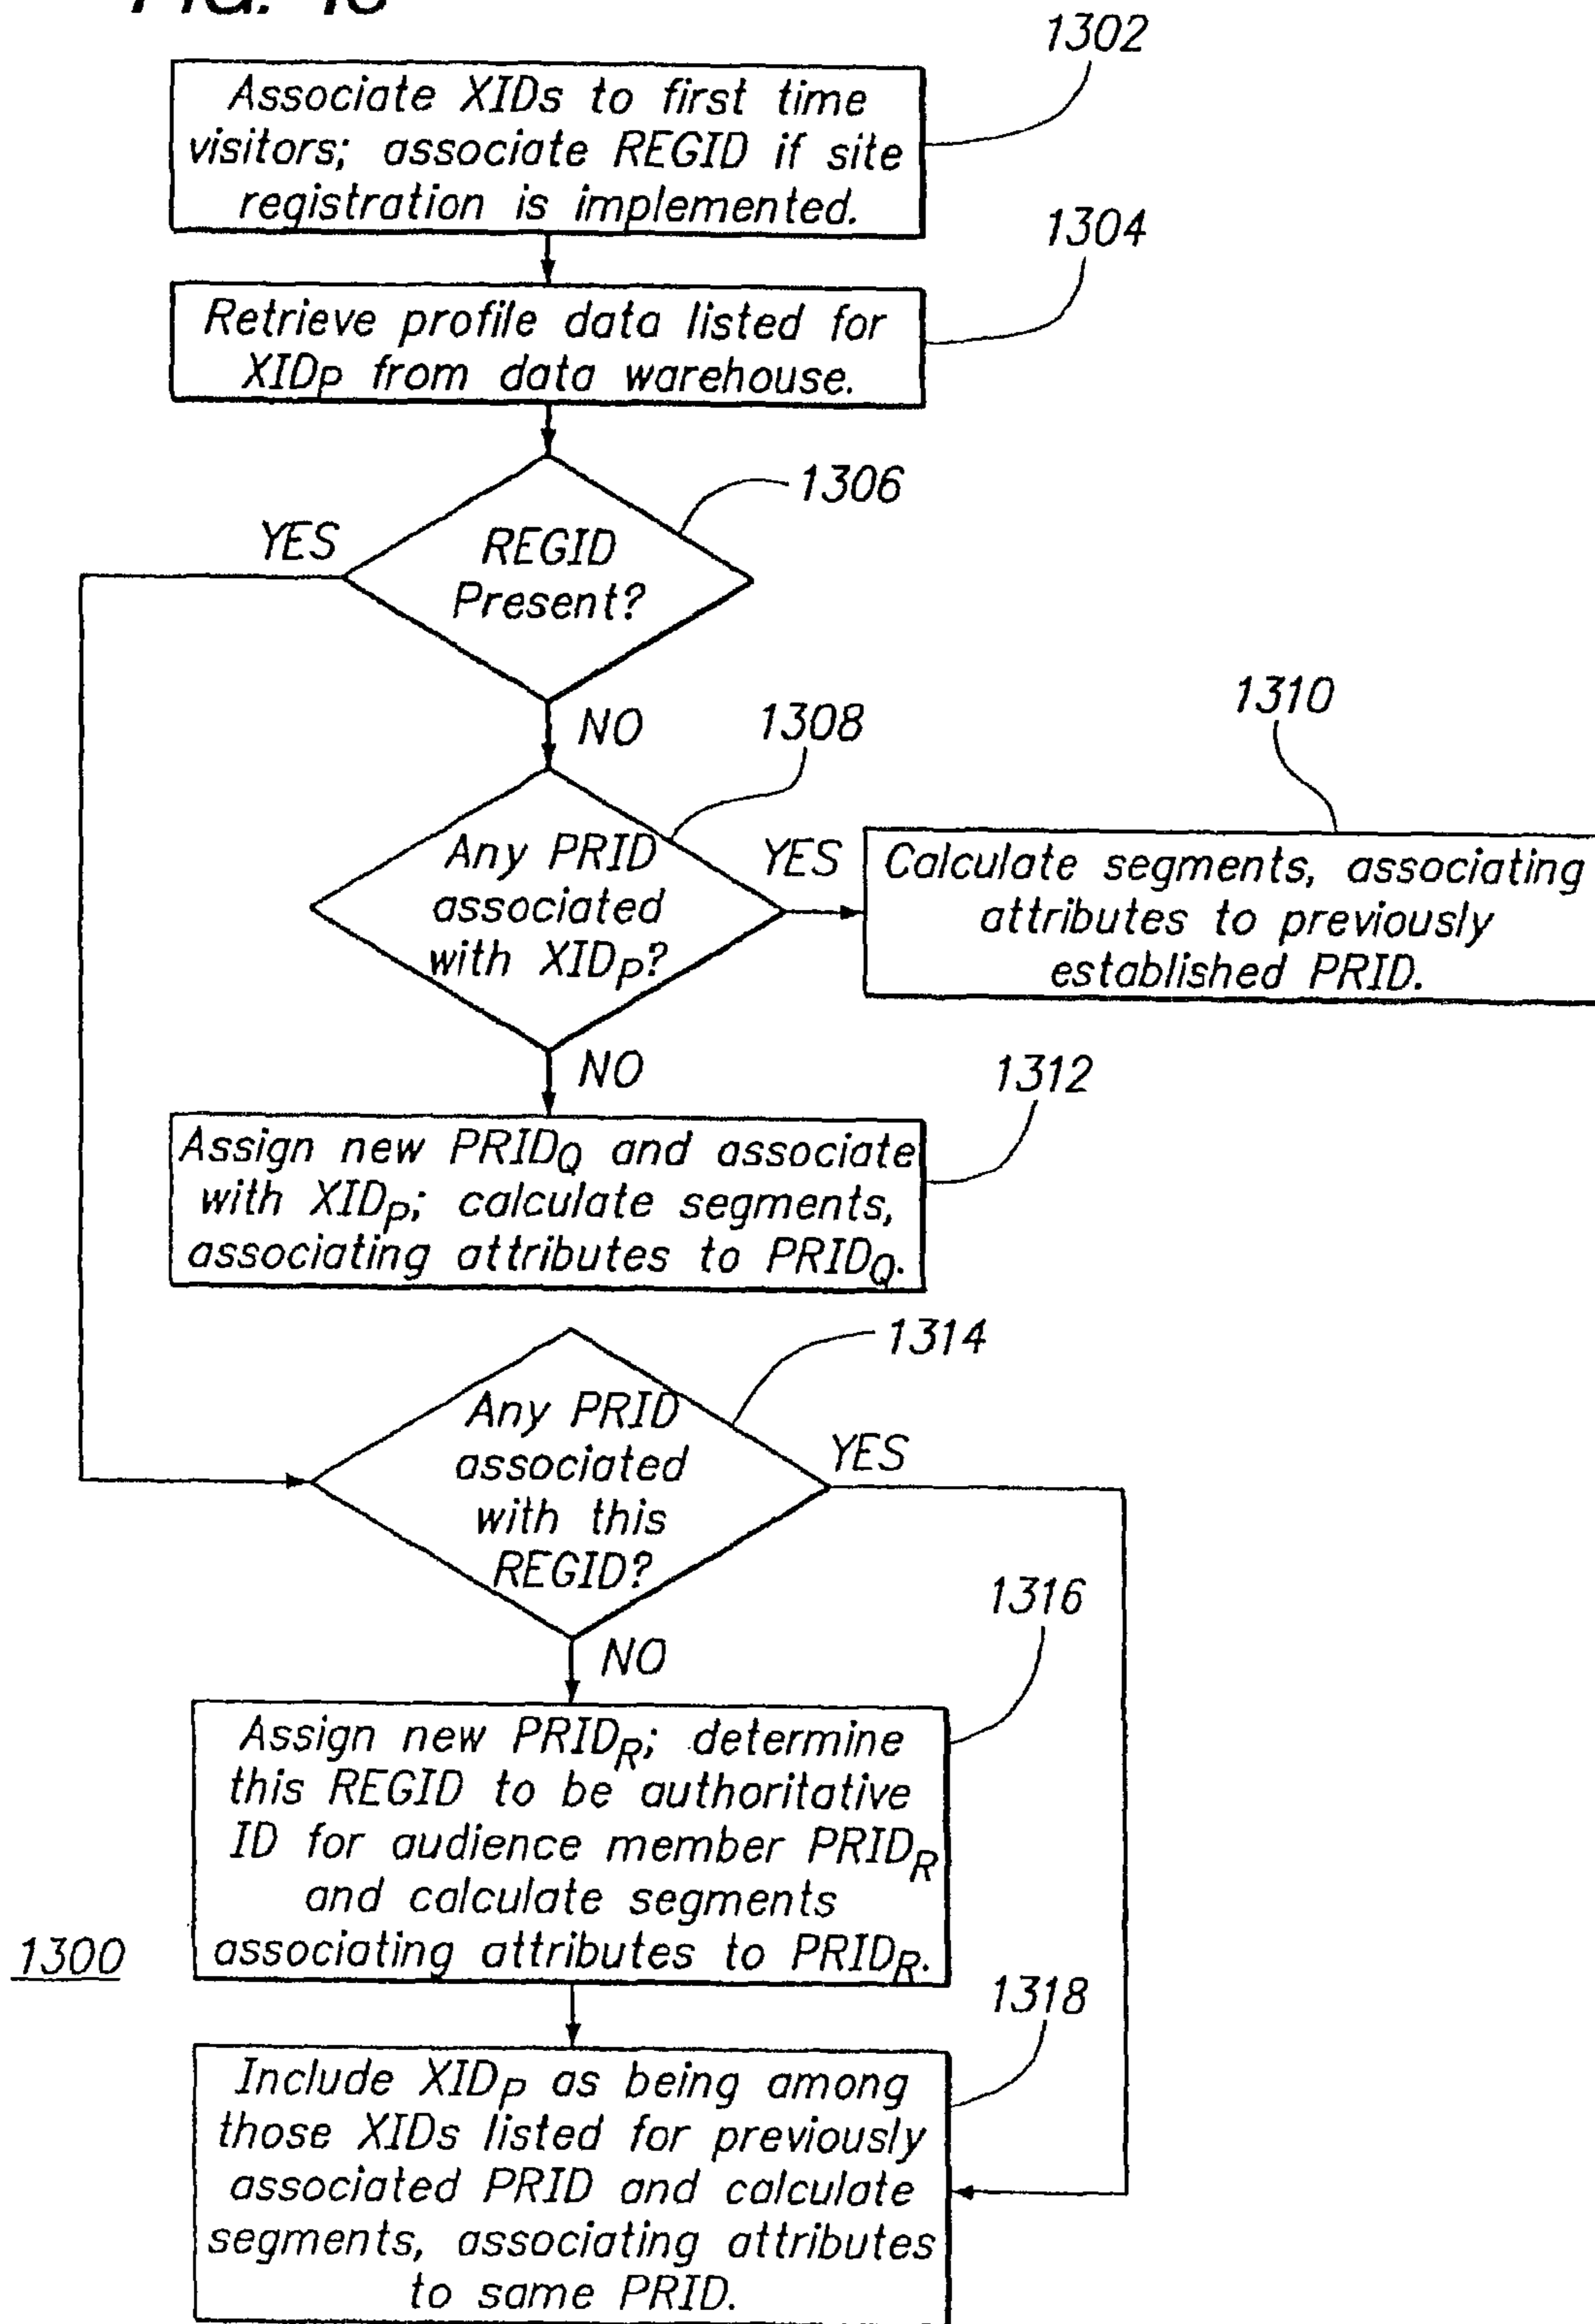 1302
Associate XIDs to first time
visitors; associate REGID if site
registration is implemented.
1304
Retrieve profile data listed for
XIDP from data warehouse.
1306
YES
REGID
Present?
NO
1308
1310
Any PRID
associated
with XIDP?
YES
Calculate segments, associating
attributes to previously
established PRID.
NO
1312
Assign new PRIDQ and associate
with XIDP; calculate segments,
associating attributes to PRIDQ.
1314
Any PRID
associated
with this
REGID?
YES
NO
1316
Assign new PRIDR; determine
this REGID to be authoritative
ID for audience member PRIDR
and calculate segments
associating attributes to PRIDR.
1300
1318
Include XIDP as being among
those XIDs listed for previously
associated PRID and calculate
segments, associating attributes
to same PRID.